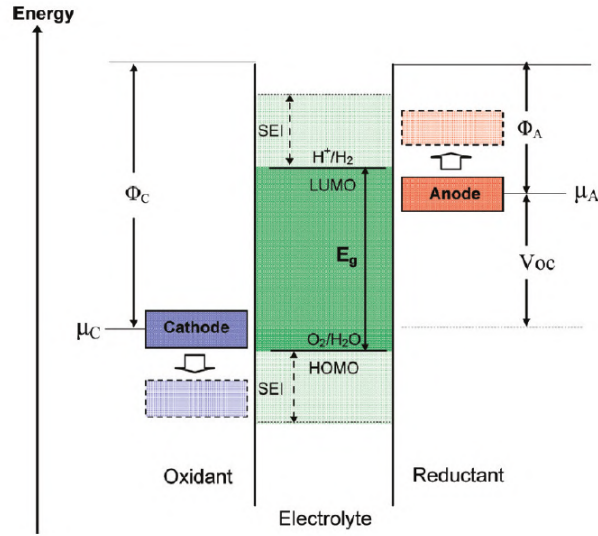 Energy
SEI
H⁺/H₂
LUMO
Φ_A
Φ_C
Anode
μ_A
E_g
Voc
μ_C
Cathode
O₂/H₂O
HOMO
SEI
Oxidant
Reductant
Electrolyte